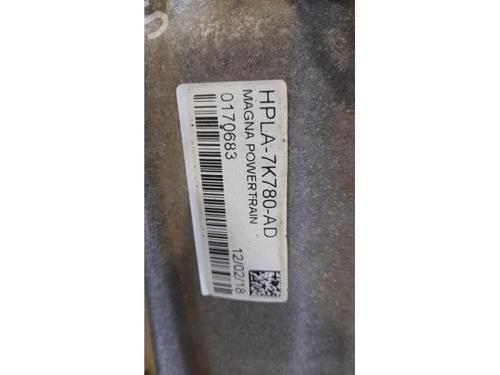 HPLA-7K780-AD
MAGNA POWERTRAIN
0170683
12/02/18